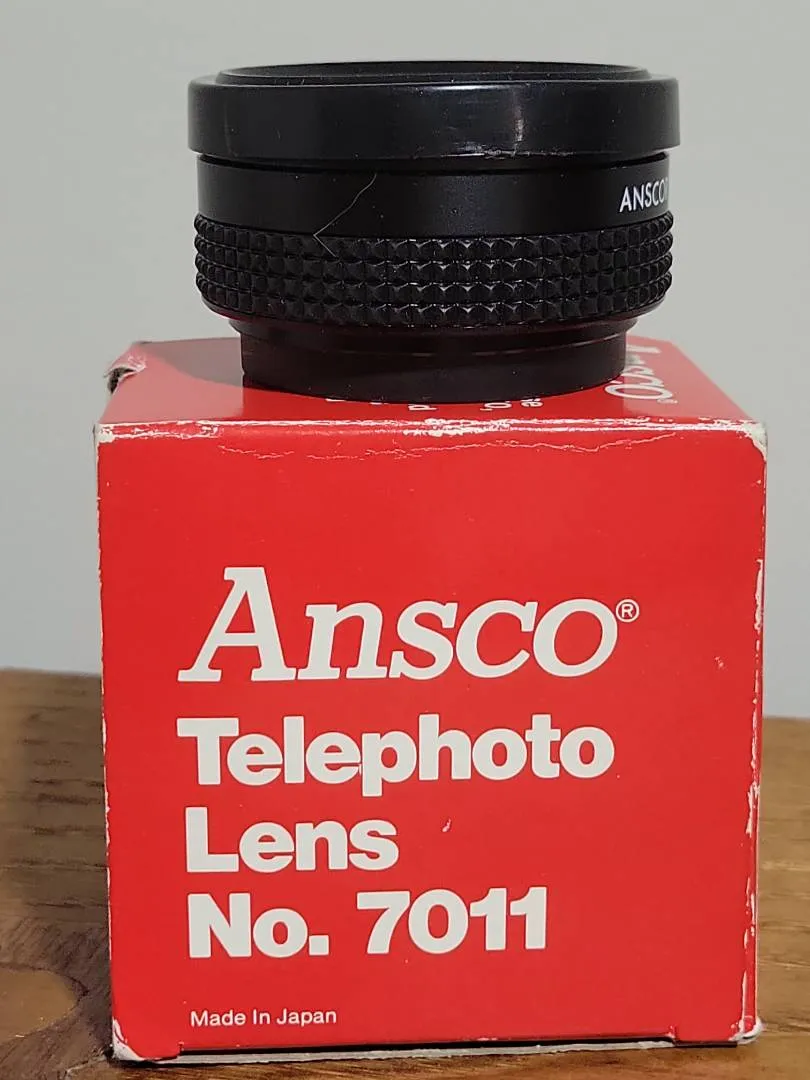 ANSCO
Ansco®
Telephoto
Lens
No. 7011
Made In Japan